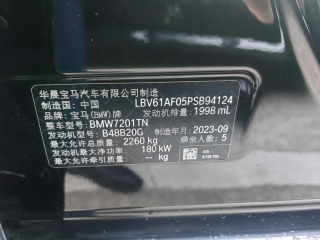 华晨宝马汽车有限公司制造
制造国: 中国 LBV61AF05PSB94124
品牌: 宝马(BMW)牌 发动机排量: 1998 mL
整车型号: BMW7201TN
发动机型号: B48B20G 制造年月: 2023-09
最大允许总质量: 2260 kg 乘坐人数: 5
发动机最大净功率: 180 kW
最大允许牵引质量: -- kg